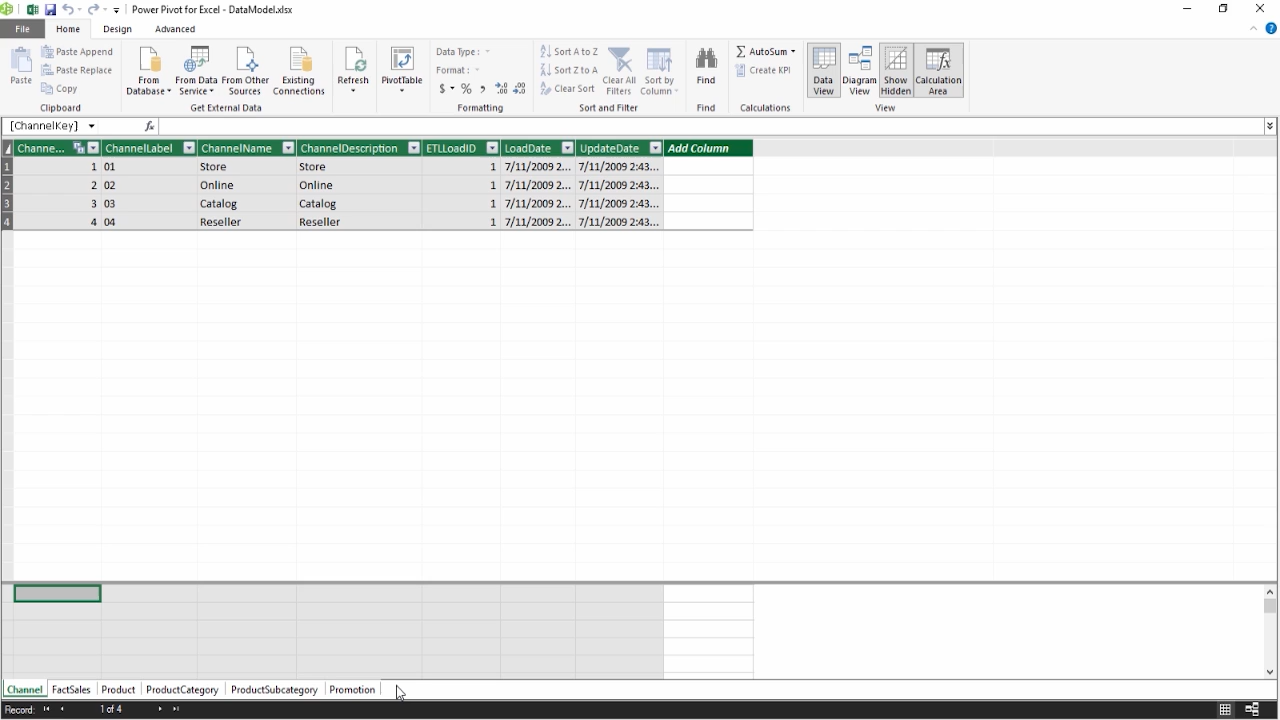 Power Pivot for Excel - DataModel.xlsx
File Home Design Advanced
Paste
Paste Append
Paste Replace
Copy
Clipboard
From Database
From Data Service
From Other Sources
Existing Connections
Get External Data
Refresh
PivotTable
Data Type :
Format :
$ % , .00 .00
Formatting
Sort A to Z
Sort Z to A
Clear Sort
Clear All Filters
Sort by Column
Sort and Filter
Find
Find
AutoSum
Create KPI
Calculations
Data View
Diagram View
Show Hidden
Calculation Area
View
[ChannelKey] fx
Channe... ChannelLabel ChannelName ChannelDescription ETLLoadID LoadDate UpdateDate Add Column
1 1 01 Store Store 1 7/11/2009 2... 7/11/2009 2:43...
2 2 02 Online Online 1 7/11/2009 2... 7/11/2009 2:43...
3 3 03 Catalog Catalog 1 7/11/2009 2... 7/11/2009 2:43...
4 4 04 Reseller Reseller 1 7/11/2009 2... 7/11/2009 2:43...
Channel FactSales Product ProductCategory ProductSubcategory Promotion
Record: 1 of 4